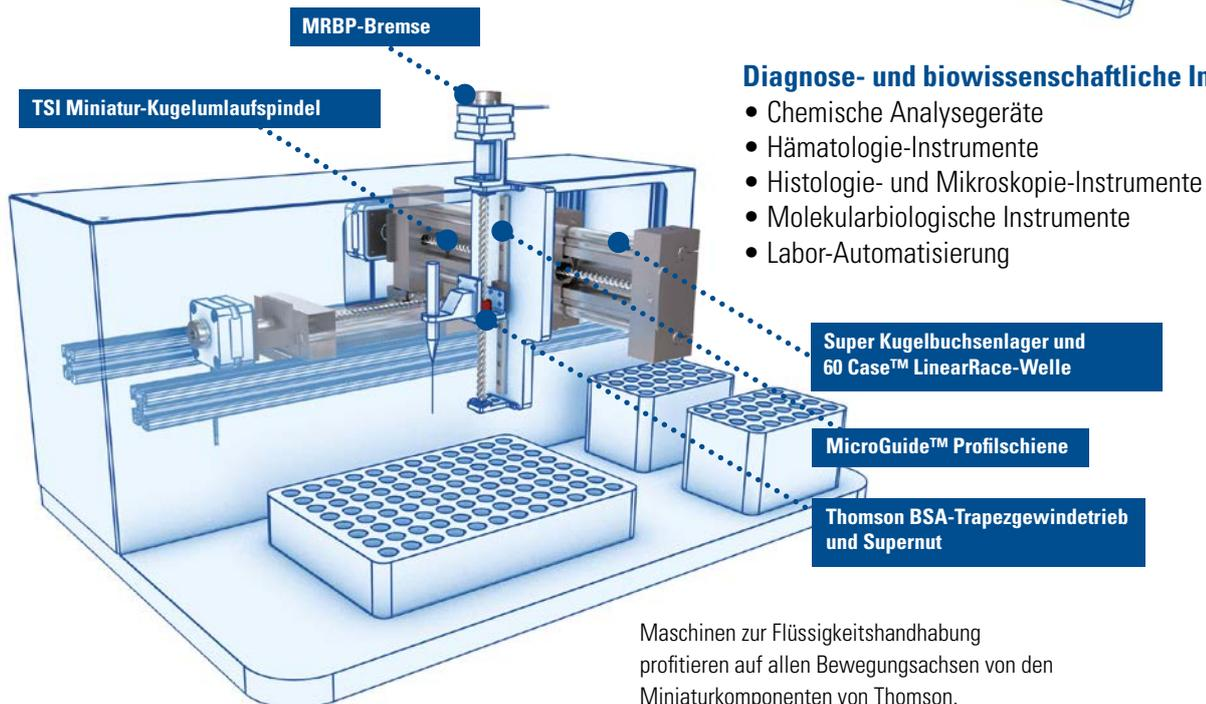 MRBP-Bremse
TSI Miniatur-Kugelumlaufspindel
Diagnose- und biowissenschaftliche
• Chemische Analysegeräte
• Hämatologie-Instrumente
• Histologie- und Mikroskopie-Instrumente
• Molekularbiologische Instrumente
• Labor-Automatisierung
Super Kugelbuchsenlager und
60 Case™ LinearRace-Welle
MicroGuide™ Profilschiene
Thomson BSA-Trapezgewindetrieb
und Supernut
Maschinen zur Flüssigkeitshandhabung
profitieren auf allen Bewegungsachsen von den
Miniaturkomponenten von Thomson.